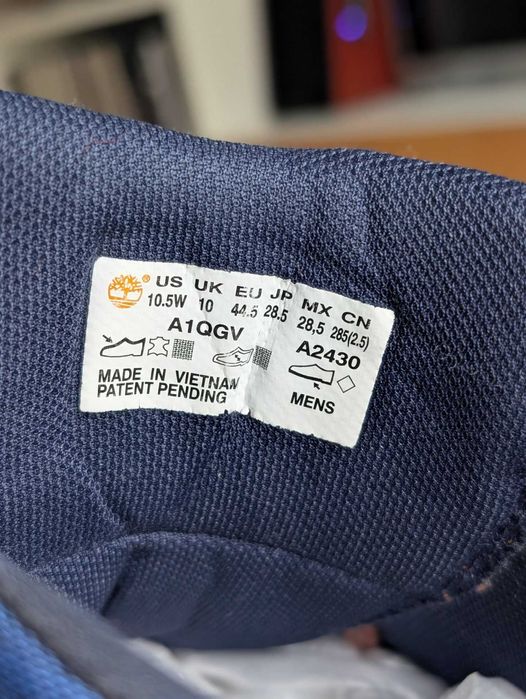 ® US UK EU JP MX CN
10.5W 10 44.5 28.5 28,5 285(2.5)
A1QGV A2430
MADE IN VIETNAM
PATENT PENDING MENS